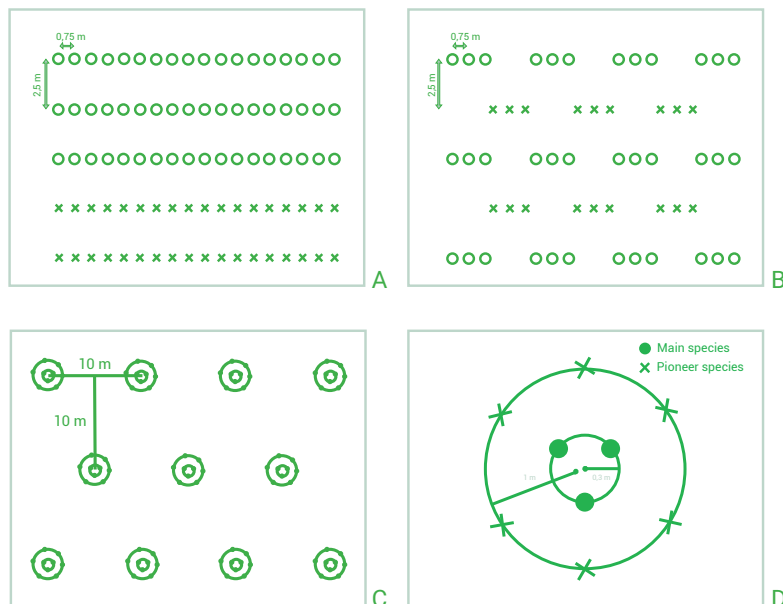 0,75 m
2,5 m
A
0,75 m
2,5 m
B
10 m
10 m
C
Main species
Pioneer species
1 m
0,3 m
D